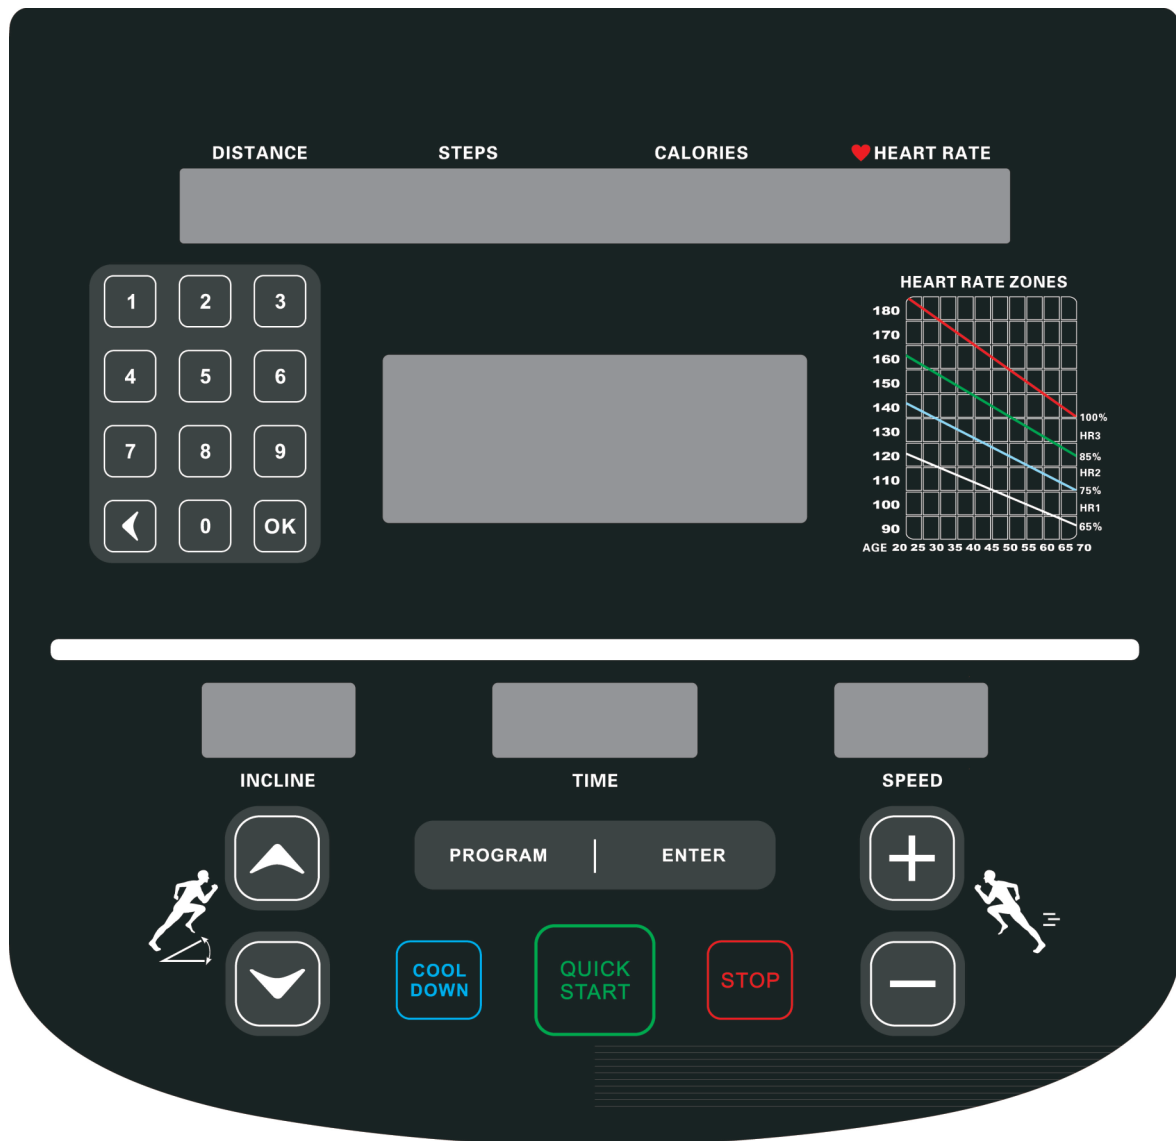 DISTANCE STEPS CALORIES HEART RATE
1 2 3
4 5 6
7 8 9
0 OK
HEART RATE ZONES
180
170
160
150
140
130
120
110
100
90
100%
HR3
85%
HR2
75%
HR1
65%
AGE 20 25 30 35 40 45 50 55 60 65 70
INCLINE TIME SPEED
PROGRAM | ENTER
COOL
DOWN
QUICK
START
STOP